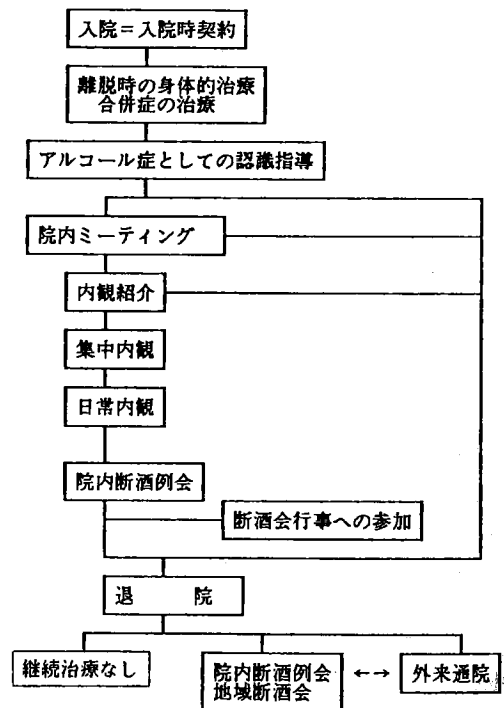 入院＝入院時契約
離脱時の身体的治療
合併症の治療
アルコール症としての認識指導
院内ミーティング
内観紹介
集中内観
日常内観
院内断酒例会
断酒会行事への参加
退　　院
継続治療なし
院内断酒例会
地域断酒会
←→
外来通院